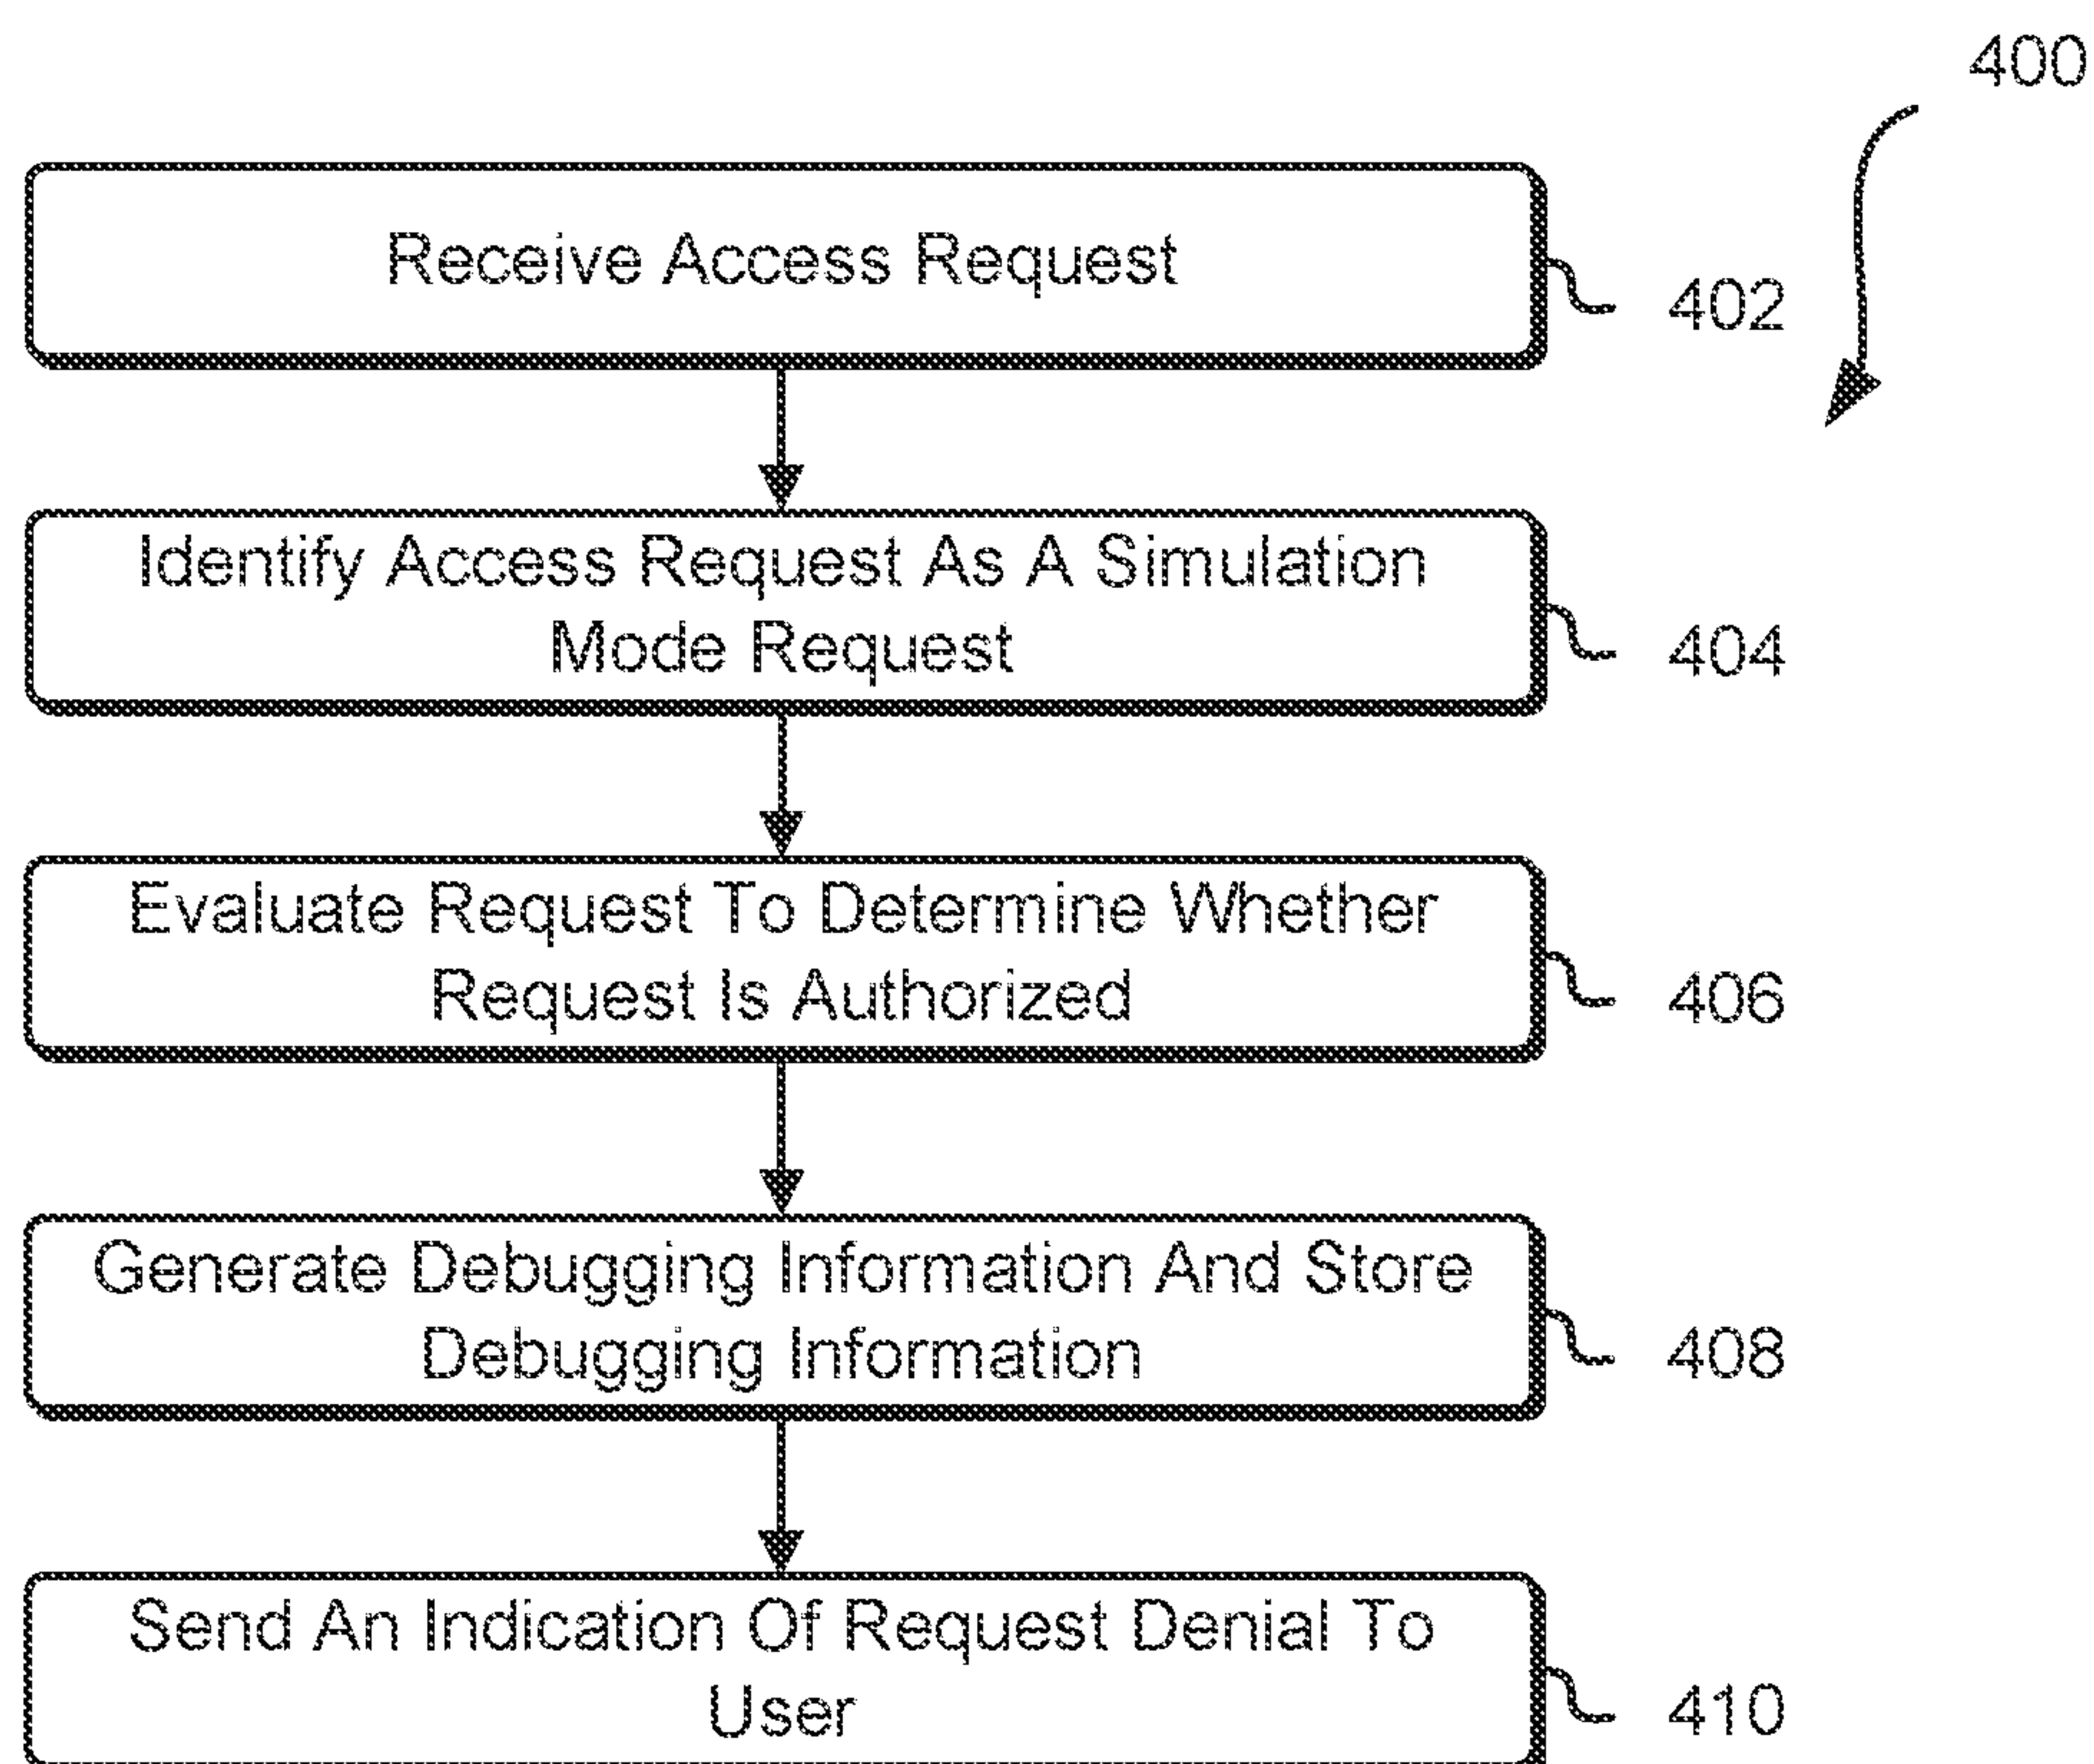 400
Receive Access Request
402
Identify Access Request As A Simulation
Mode Request
404
Evaluate Request To Determine Whether
Request Is Authorized
406
Generate Debugging Information And Store
Debugging Information
408
Send An Indication Of Request Denial To
User
410